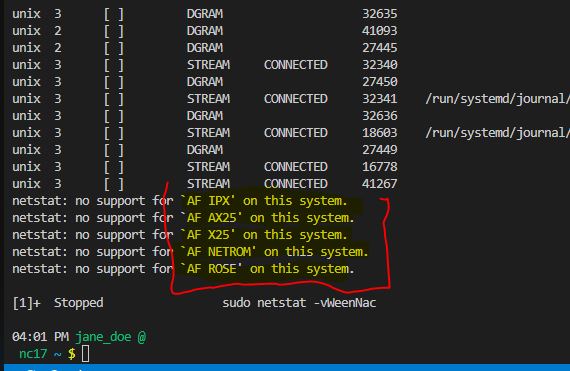 unix 3 [ ] DGRAM 32635
unix 2 [ ] DGRAM 41093
unix 2 [ ] DGRAM 27445
unix 3 [ ] STREAM CONNECTED 32340
unix 3 [ ] DGRAM 27450
unix 3 [ ] STREAM CONNECTED 32341 /run/systemd/journal/
unix 3 [ ] DGRAM 32636
unix 3 [ ] STREAM CONNECTED 18603 /run/systemd/journal/
unix 3 [ ] DGRAM 27449
unix 3 [ ] STREAM CONNECTED 16778
unix 3 [ ] STREAM CONNECTED 41267
netstat: no support for `AF IPX' on this system.
netstat: no support for `AF AX25' on this system.
netstat: no support for `AF X25' on this system.
netstat: no support for `AF NETROM' on this system.
netstat: no support for `AF ROSE' on this system.
[1]+ Stopped sudo netstat -vWeenNac
04:01 PM jane_doe @
nc17 ~ $